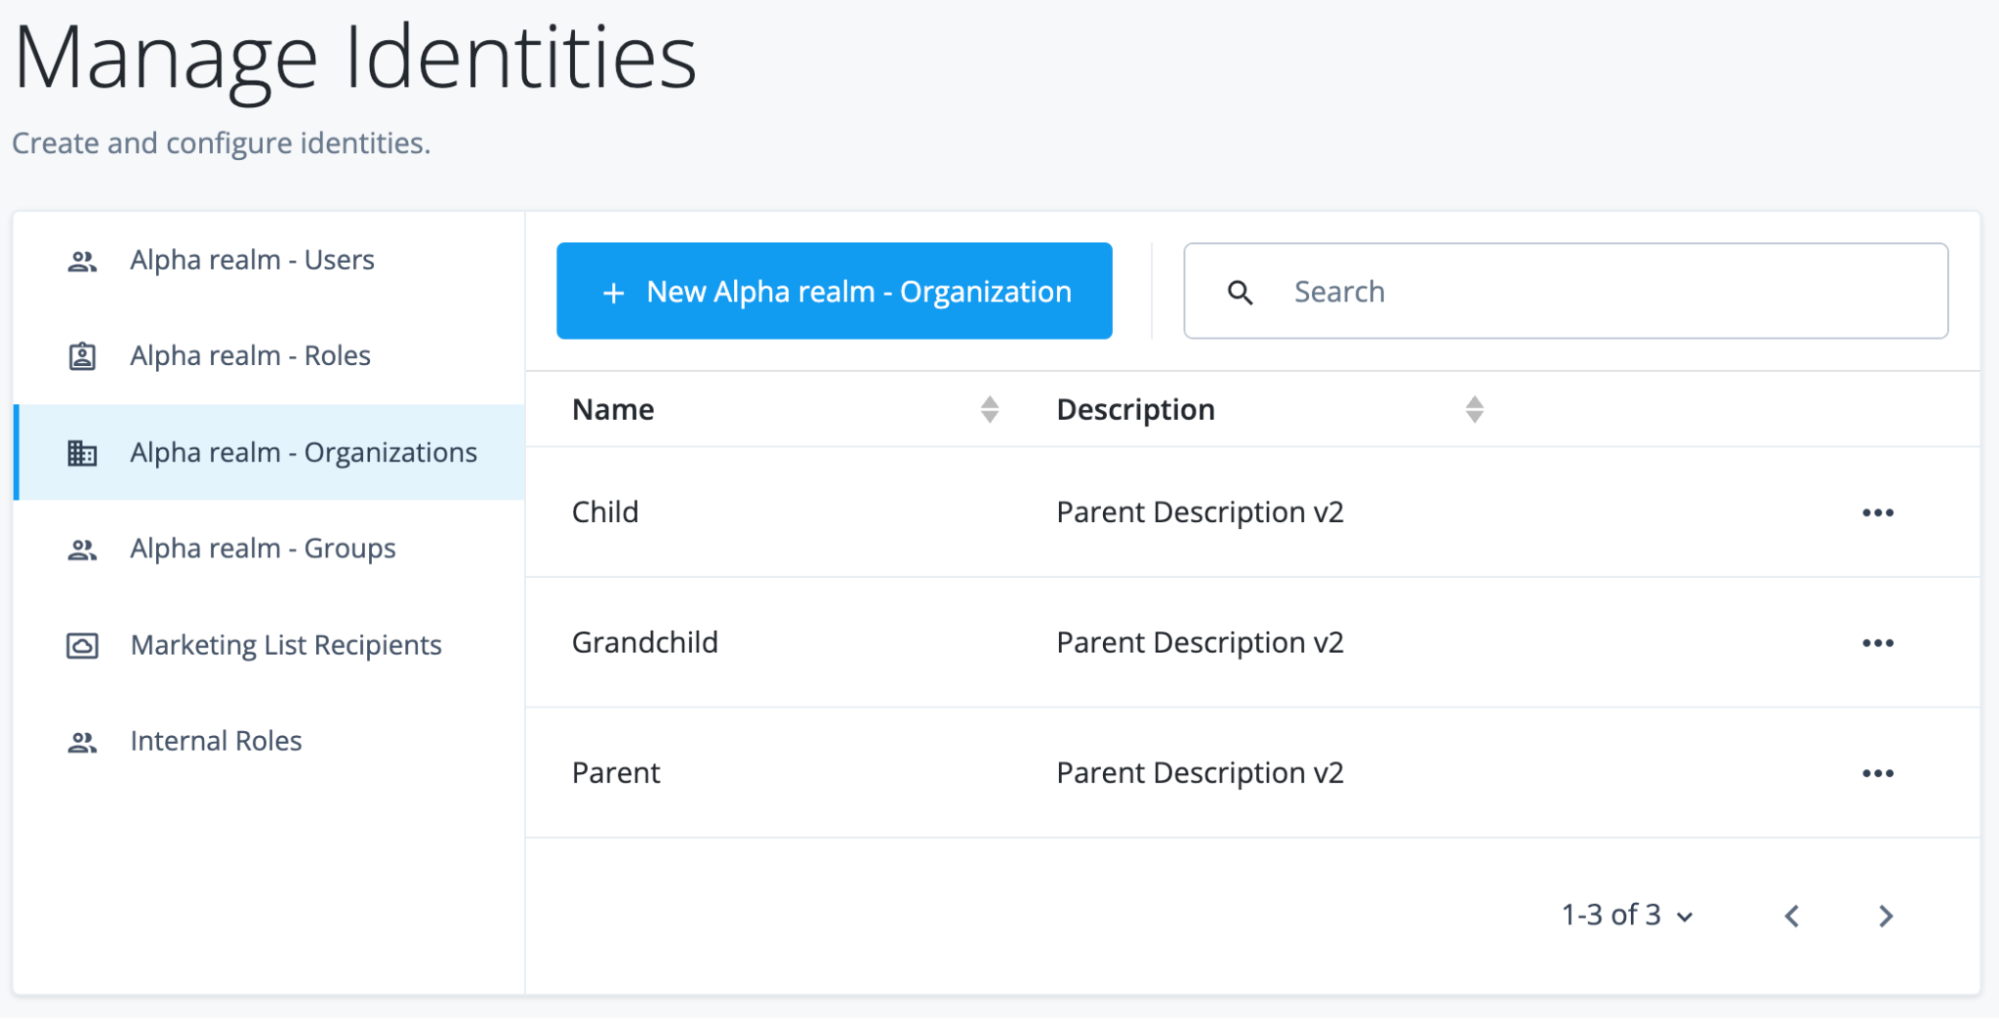 Manage Identities
Create and configure identities.
Alpha realm - Users
Alpha realm - Roles
Alpha realm - Organizations
Alpha realm - Groups
Marketing List Recipients
Internal Roles
+ New Alpha realm - Organization
Search
Name Description
Child Parent Description v2
Grandchild Parent Description v2
Parent Parent Description v2
1-3 of 3